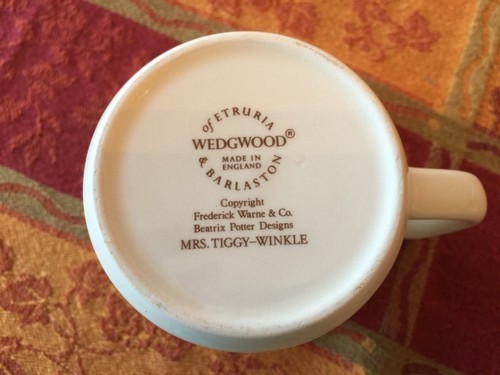 of ETRURIA
WEDGWOOD®
MADE IN
ENGLAND
& BARLASTON
Copyright
Frederick Warne & Co.
Beatrix Potter Designs
MRS. TIGGY–WINKLE